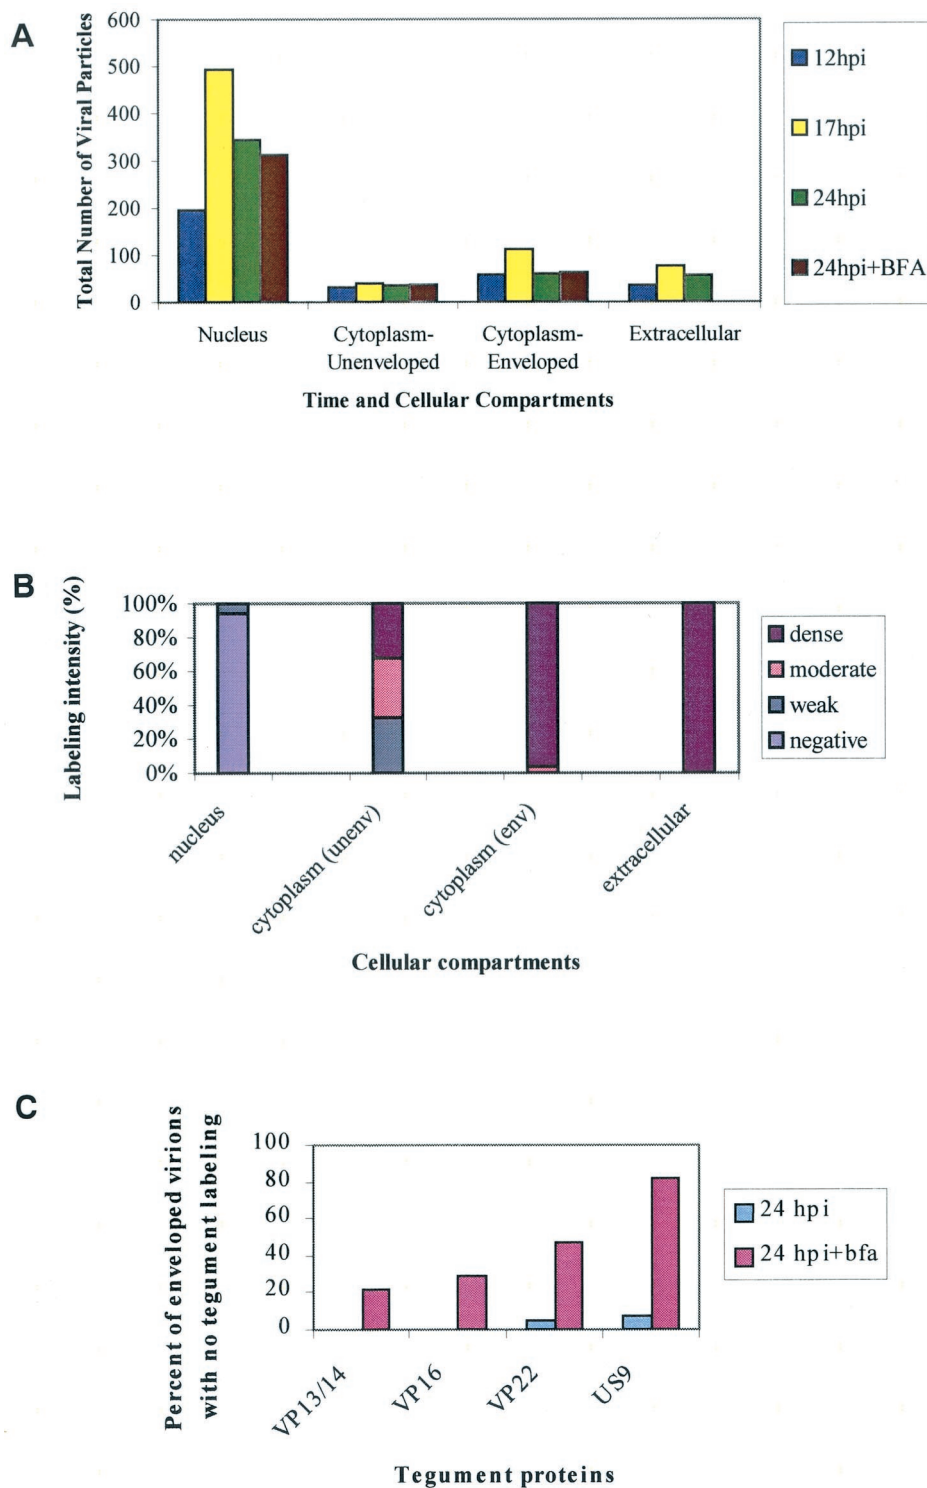 A
Total Number of Viral Particles
600
500
400
300
200
100
0
Nucleus
Cytoplasm-
Unenveloped
Cytoplasm-
Enveloped
Extracellular
Time and Cellular Compartments
12hpi
17hpi
24hpi
24hpi+BFA
B
Labeling intensity (%)
100%
80%
60%
40%
20%
0%
nucleus
cytoplasm (unenv)
cytoplasm (env)
extracellular
Cellular compartments
dense
moderate
weak
negative
C
Percent of enveloped virions
with no tegument labeling
100
80
60
40
20
0
VP13/14
VP16
VP22
US9
Tegument proteins
24 hpi
24 hpi+bfa